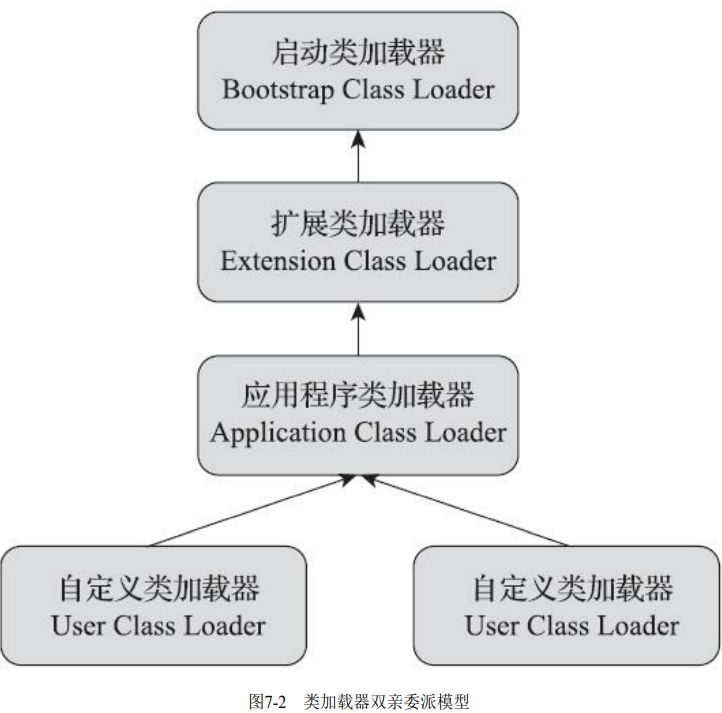 启动类加载器
Bootstrap Class Loader
扩展类加载器
Extension Class Loader
应用程序类加载器
Application Class Loader
自定义类加载器
User Class Loader
自定义类加载器
User Class Loader
图7-2 类加载器双亲委派模型